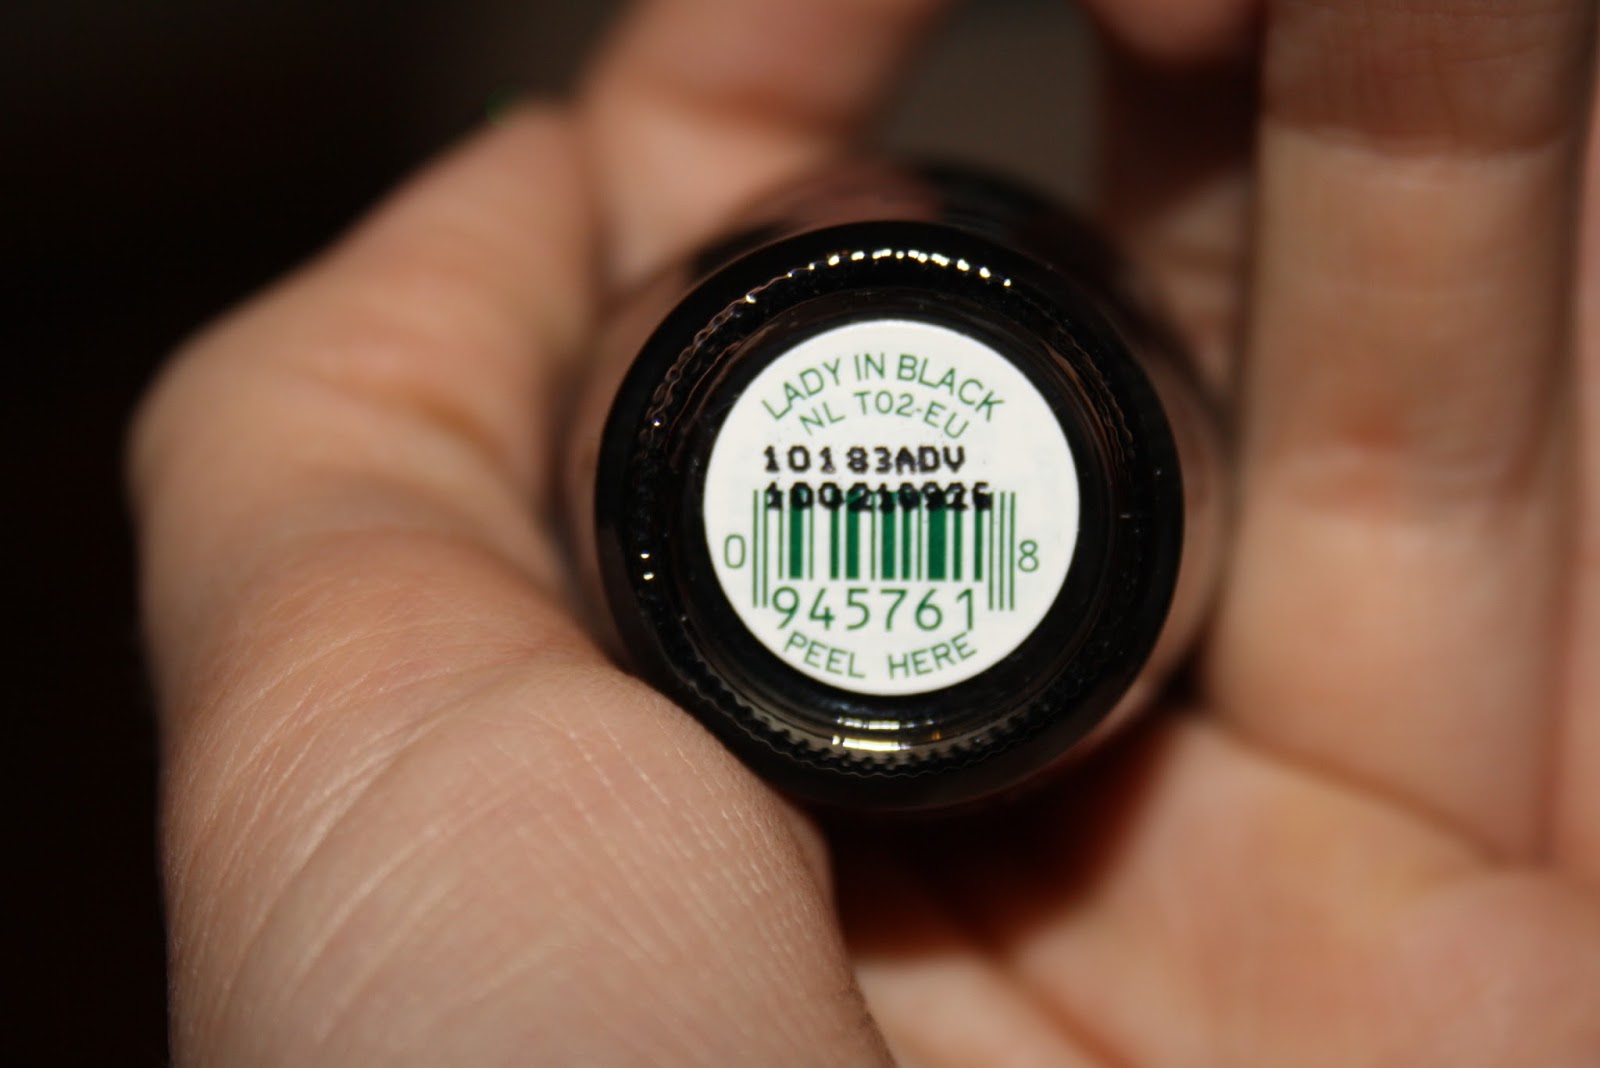 LADY IN BLACK
NL T02-EU
10183ADV
0 945761 8
PEEL HERE